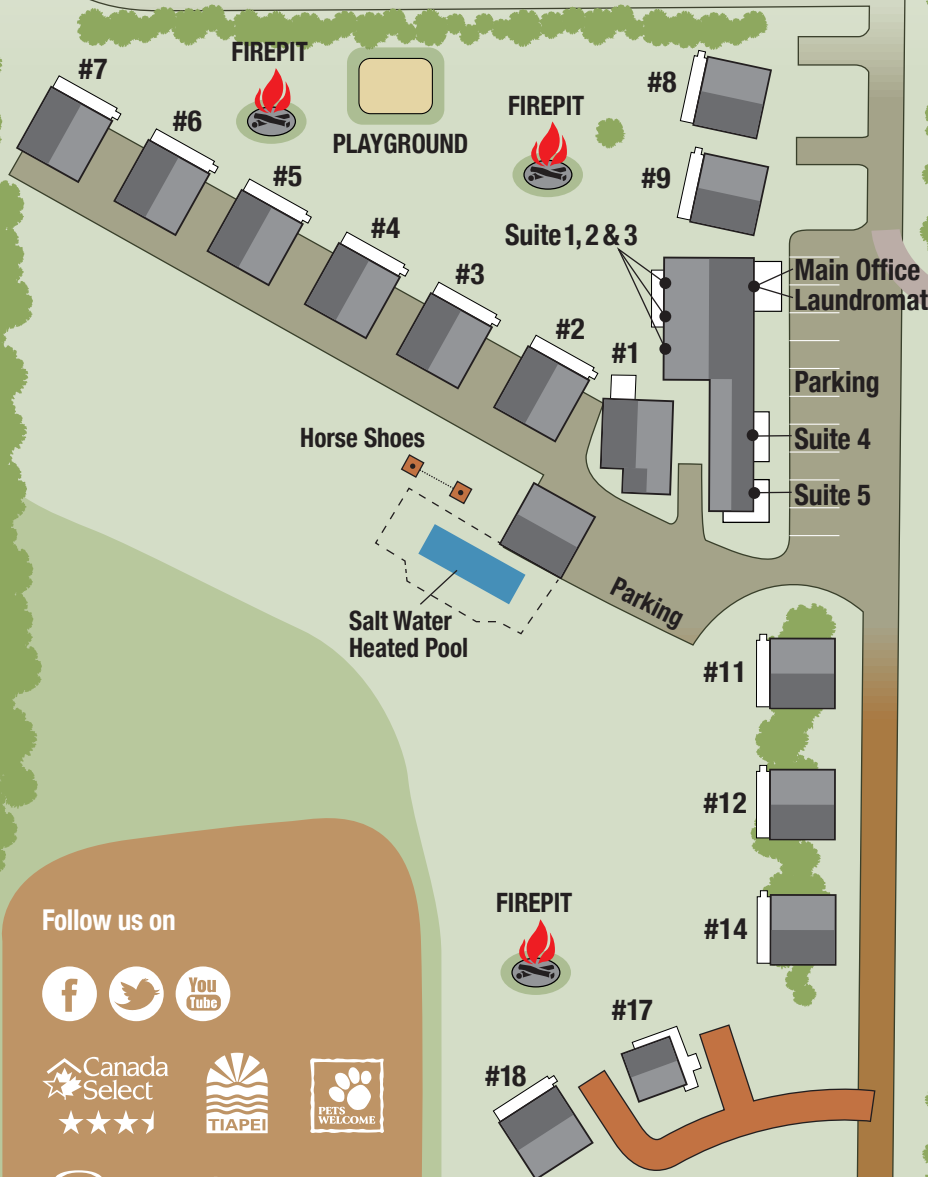 FIREPIT
#7
#8
FIREPIT
#6
PLAYGROUND
#5
#9
#4
Suite 1, 2 & 3
Main Office
#3
Laundromat
#2
#1
Parking
Horse Shoes
Suite 4
Suite 5
Parking
Salt Water
Heated Pool
#11
#12
FIREPIT
Follow us on
#14
f
You
Tube
#17
Canada
Select
#18
PETS
WELCOME
TIAPEI